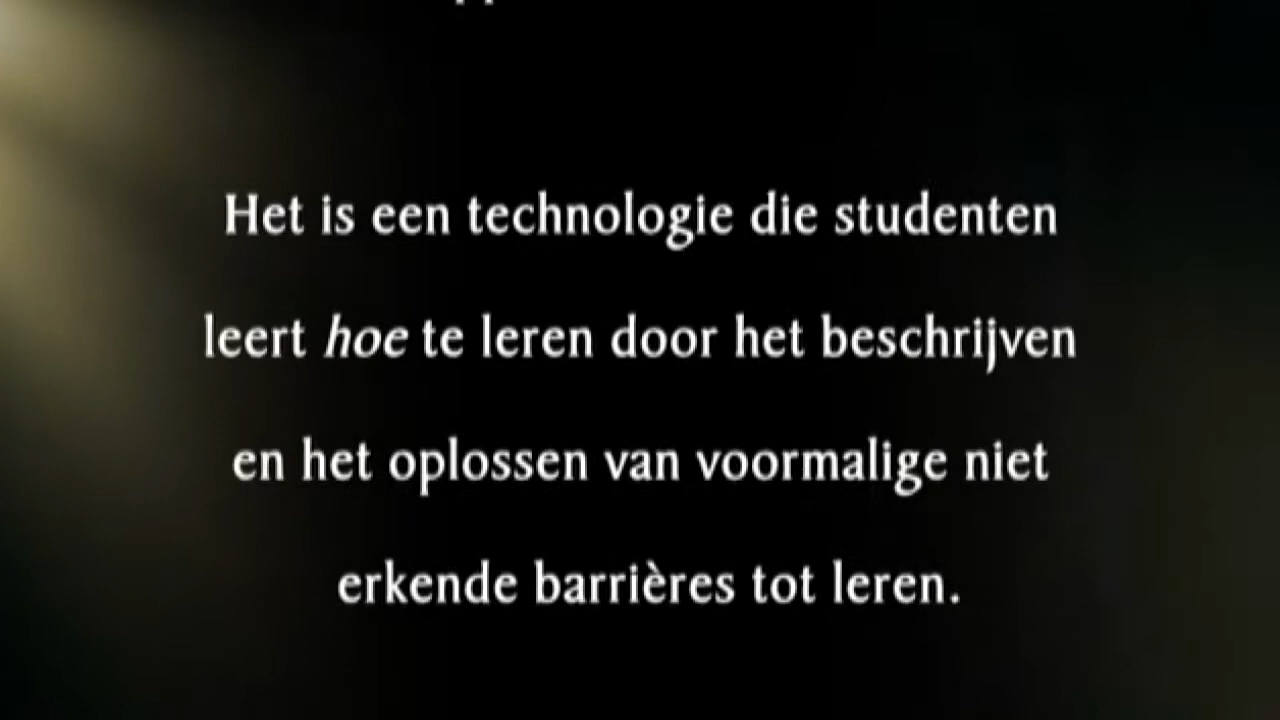 Het is een technologie die studenten
leert hoe te leren door het beschrijven
en het oplossen van voormalige niet
erkende barrières tot leren.